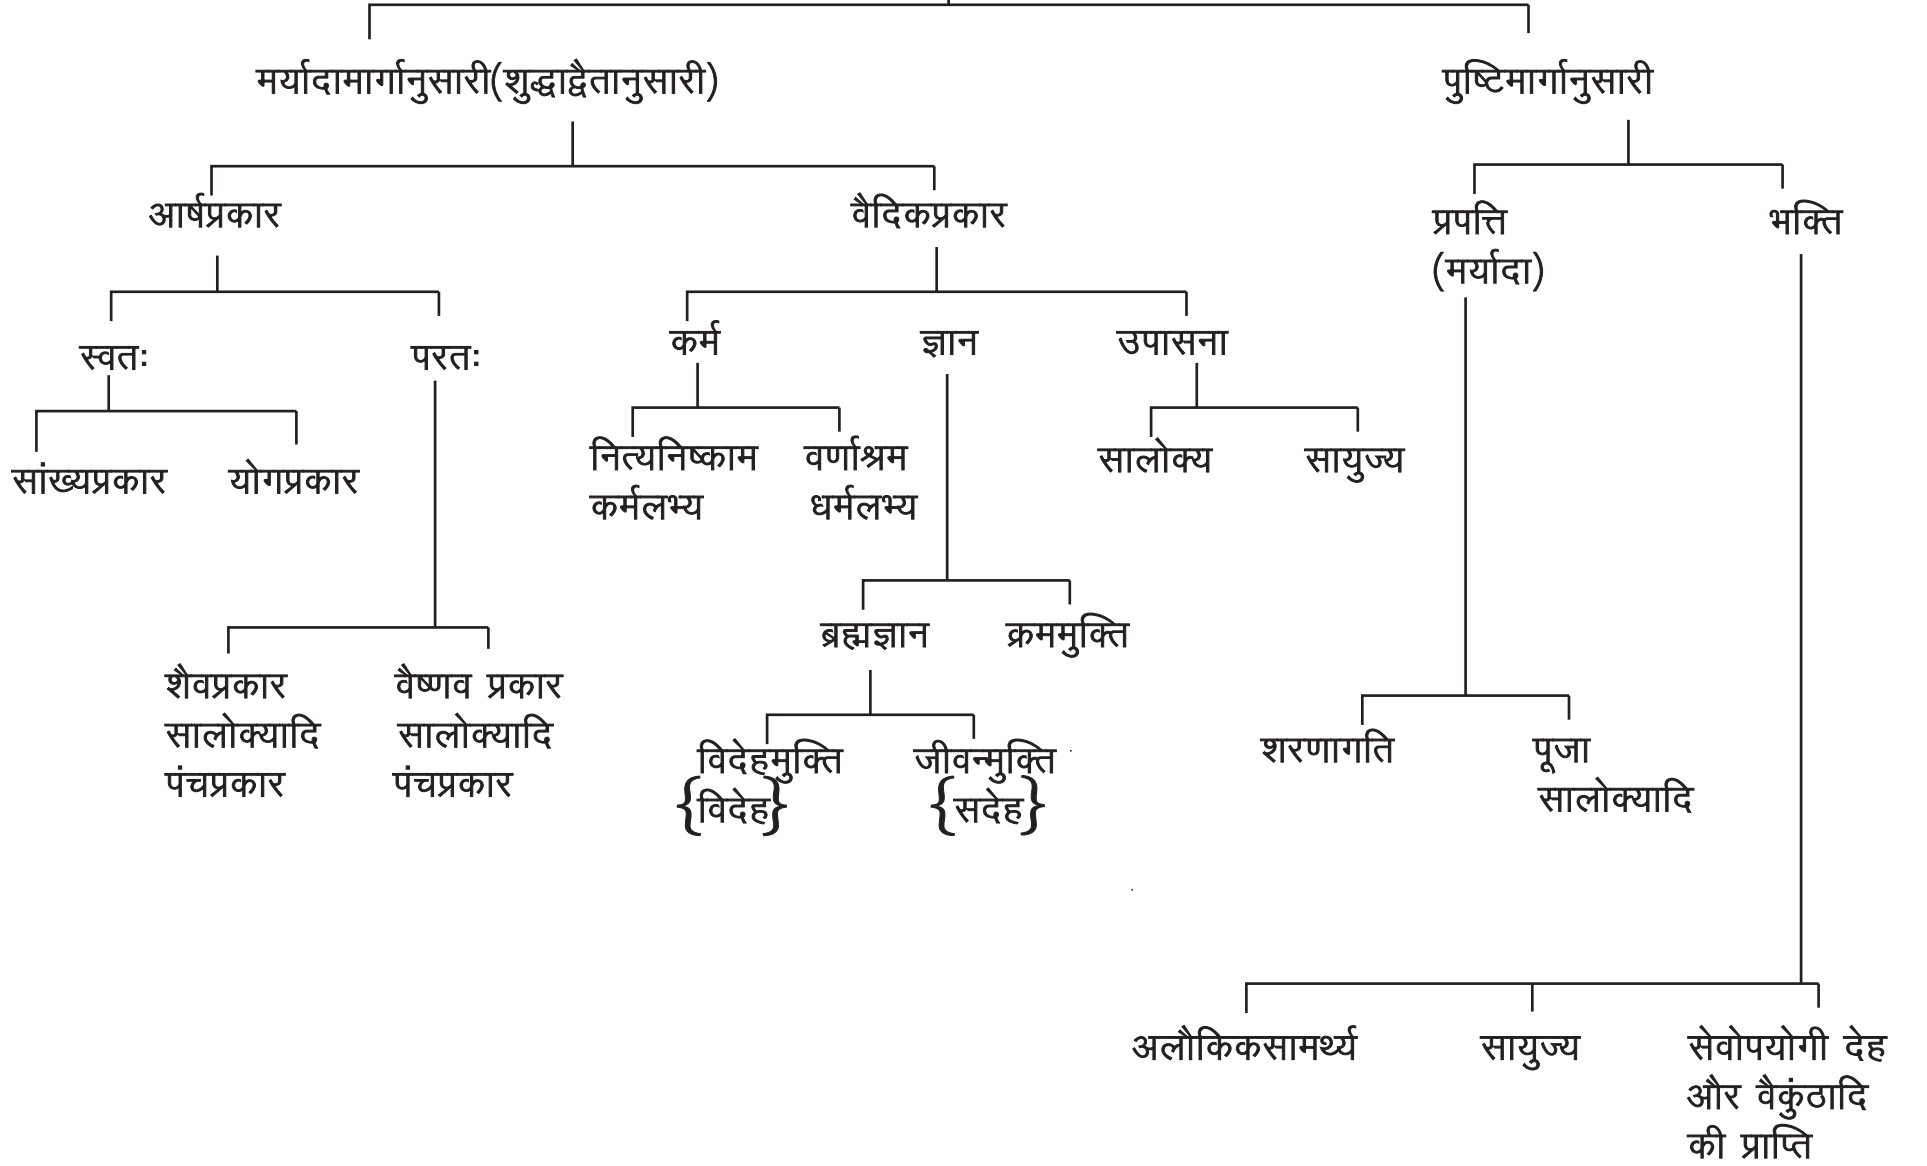 मर्यादामार्गानुसारी(शुद्धाद्वैतानुसारी)
पुष्टिमार्गानुसारी
आर्षप्रकार
वैदिकप्रकार
प्रपत्ति
(मर्यादा)
भक्ति
स्वतः
परतः
कर्म
ज्ञान
उपासना
सांख्यप्रकार
योगप्रकार
नित्यनिष्काम
कर्मलभ्य
वर्णाश्रम
धर्मलभ्य
सालोक्य
सायुज्य
ब्रह्मज्ञान
क्रममुक्ति
शैवप्रकार
सालोक्यादि
पंचप्रकार
वैष्णव प्रकार
सालोक्यादि
पंचप्रकार
विदेहमुक्ति
{विदेह}
जीवन्मुक्ति
{सदेह}
शरणागति
पूजा
सालोक्यादि
अलौकिकसामर्थ्य
सायुज्य
सेवोपयोगी देह
और वैकुंठादि
की प्राप्ति